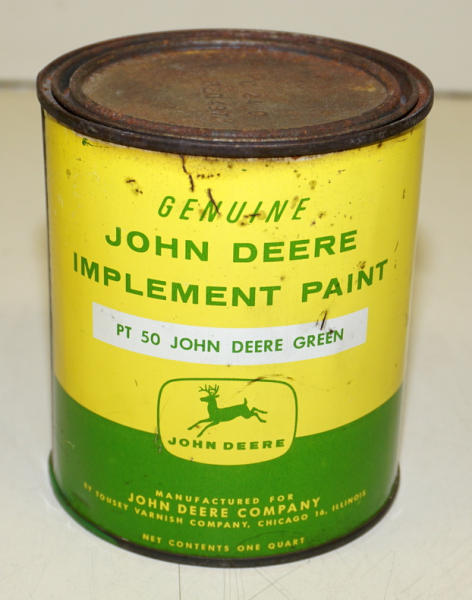 GENUINE
JOHN DEERE
IMPLEMENT PAINT
PT 50 JOHN DEERE GREEN
JOHN DEERE
MANUFACTURED FOR
JOHN DEERE COMPANY
BY TOUSEY VARNISH COMPANY, CHICAGO 16, ILLINOIS
NET CONTENTS ONE QUART